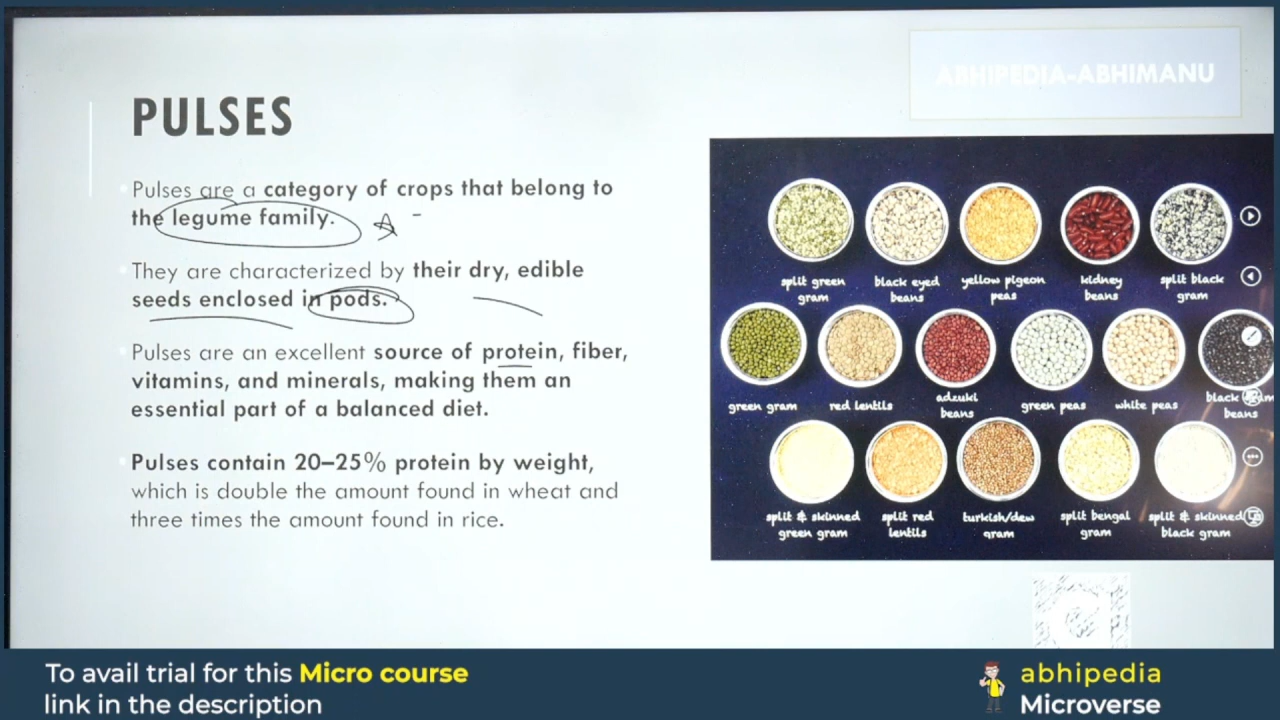 ABHIPEDIA-ABHIMANU
PULSES
Pulses are a category of crops that belong to
the legume family.
They are characterized by their dry, edible
seeds enclosed in pods.
Pulses are an excellent source of protein, fiber,
vitamins, and minerals, making them an
essential part of a balanced diet.
Pulses contain 20–25% protein by weight,
which is double the amount found in wheat and
three times the amount found in rice.
split green
gram
black eyed
beans
yellow pigeon
peas
kidney
beans
split black
gram
green gram
red lentils
adzuki
beans
green peas
white peas
black
beans
split & skinned
green gram
split red
lentils
turkish/dew
gram
split bengal
gram
split & skinned
black gram
To avail trial for this Micro course
link in the description
abhipedia
Microverse